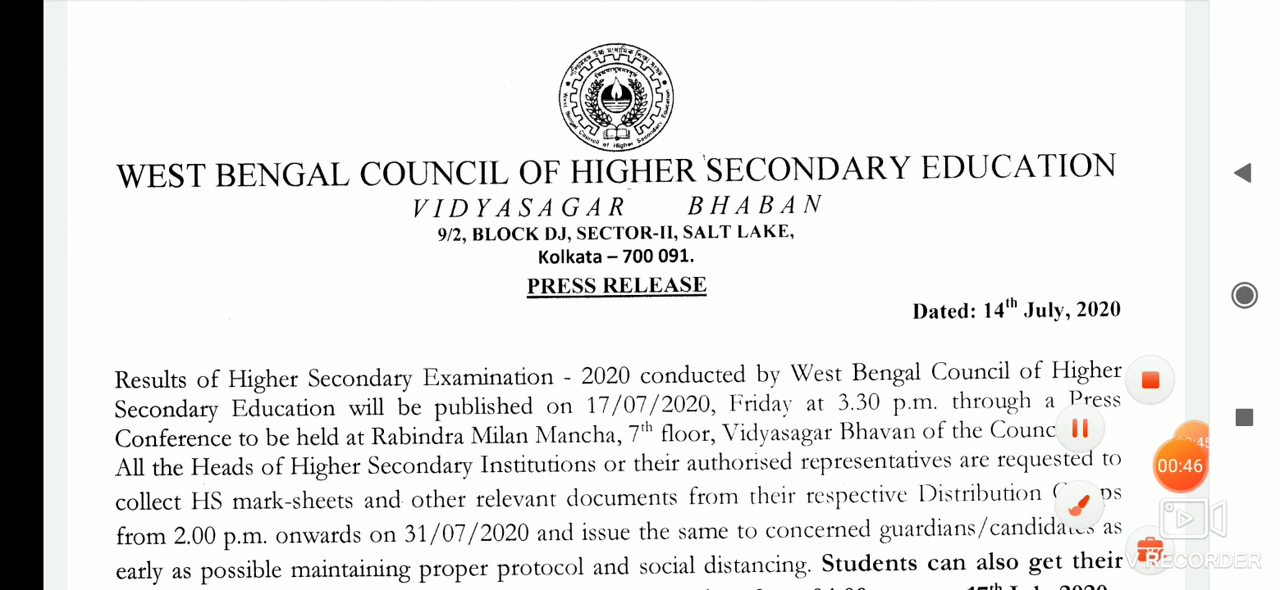 WEST BENGAL COUNCIL OF HIGHER SECONDARY EDUCATION
VIDYASAGAR BHABAN
9/2, BLOCK DJ, SECTOR-II, SALT LAKE,
Kolkata – 700 091.
PRESS RELEASE
Dated: 14th July, 2020
Results of Higher Secondary Examination - 2020 conducted by West Bengal Council of Higher
Secondary Education will be published on 17/07/2020, Friday at 3.30 p.m. through a Press
Conference to be held at Rabindra Milan Mancha, 7th floor, Vidyasagar Bhavan of the Counc
All the Heads of Higher Secondary Institutions or their authorised representatives are requested to
collect HS mark-sheets and other relevant documents from their respective Distribution
from 2.00 p.m. onwards on 31/07/2020 and issue the same to concerned guardians/candidates as
early as possible maintaining proper protocol and social distancing. Students can also get their
00:46
V RECORDER